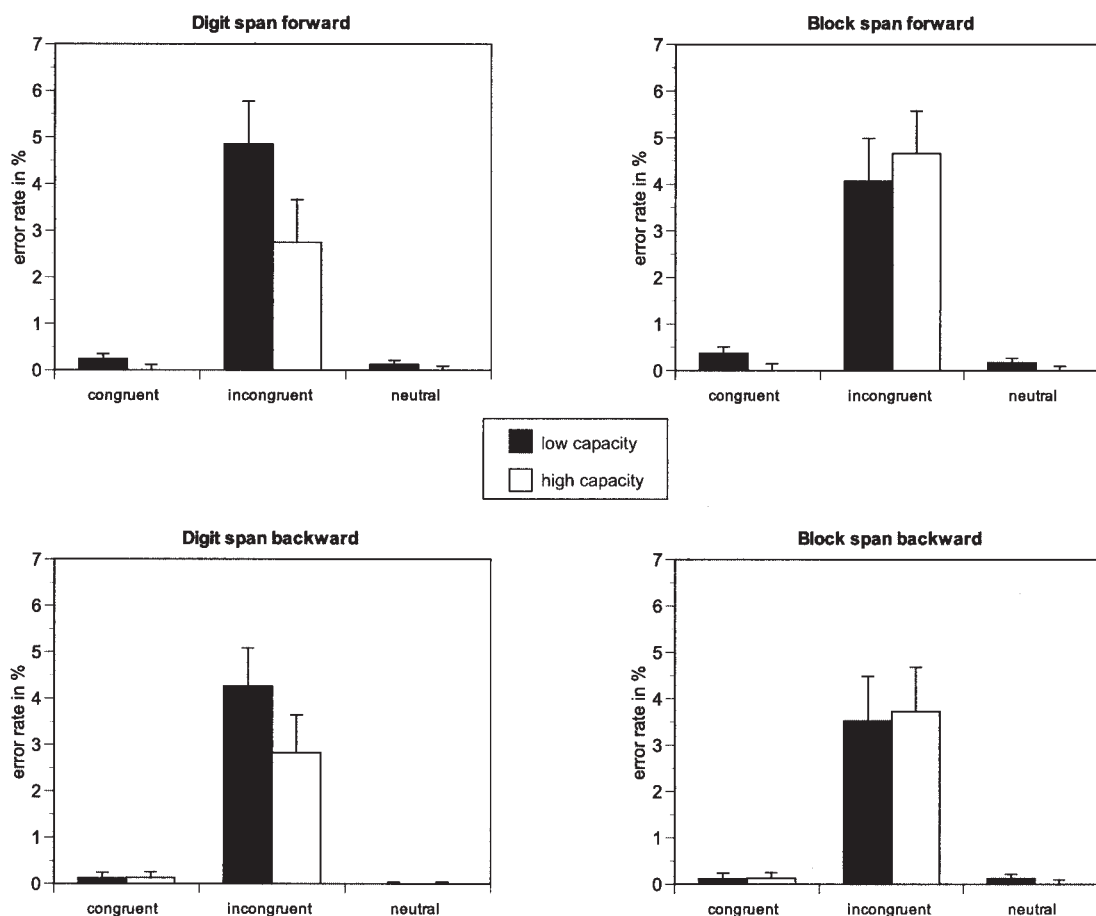 Digit span forward
7
6
5
4
3
2
1
0
error rate in %
congruent
incongruent
neutral
Block span forward
7
6
5
4
3
2
1
0
error rate in %
congruent
incongruent
neutral
low capacity
high capacity
Digit span backward
7
6
5
4
3
2
1
0
error rate in %
congruent
incongruent
neutral
Block span backward
7
6
5
4
3
2
1
0
error rate in %
congruent
incongruent
neutral